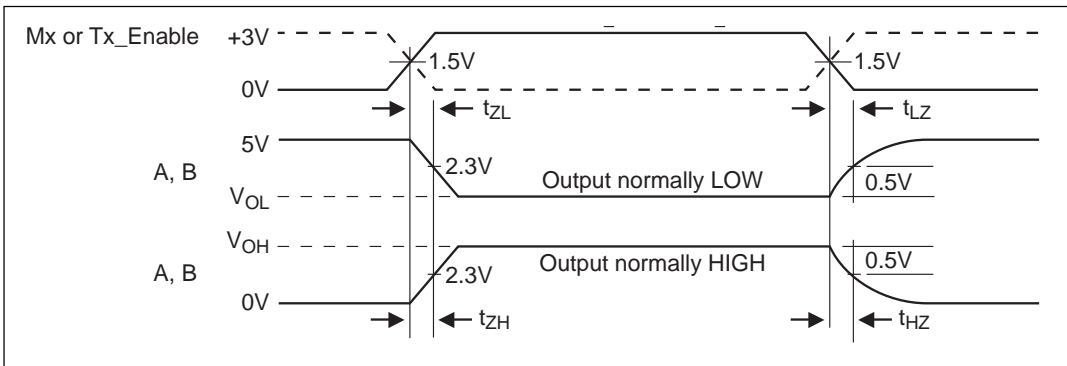 Mx or Tx_Enable
+3V
1.5V
1.5V
0V
tZL
tLZ
5V
A, B
2.3V
Output normally LOW
0.5V
VOL
VOH
A, B
2.3V
Output normally HIGH
0.5V
0V
tZH
tHZ